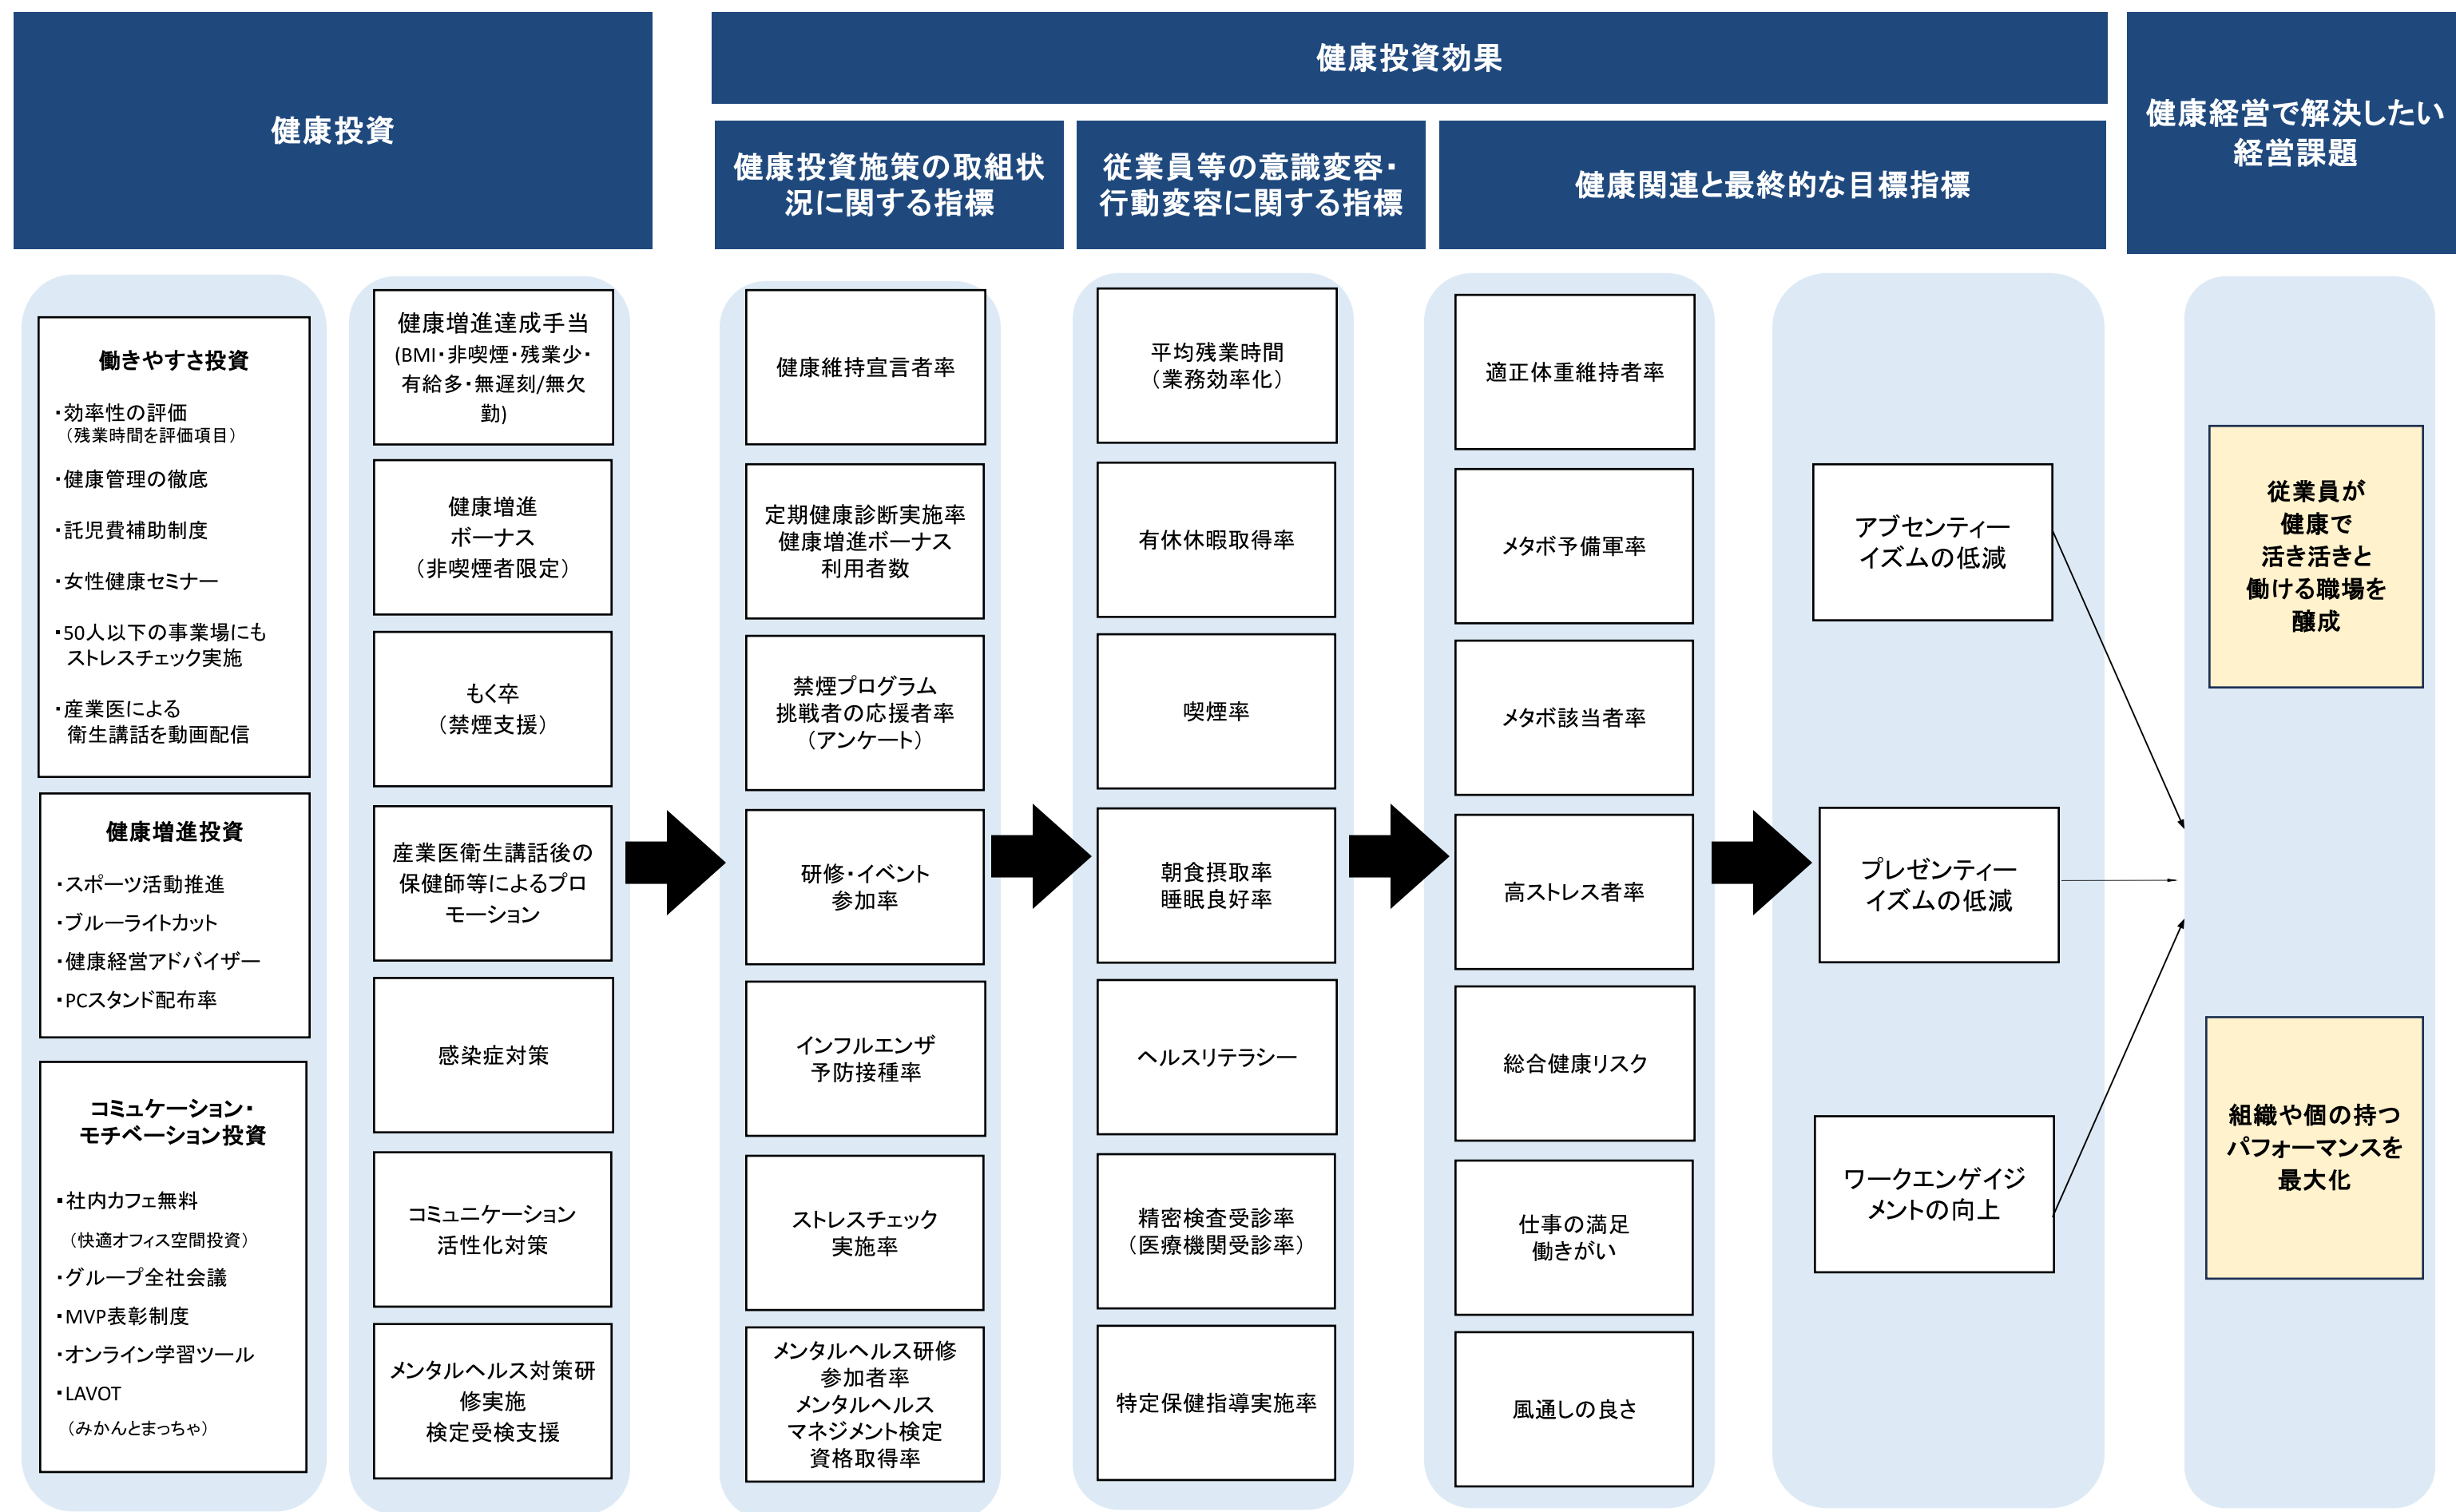 健康投資
健康投資効果
健康経営で解決したい
経営課題
健康投資施策の取組状
況に関する指標
従業員等の意識変容・
行動変容に関する指標
健康関連と最終的な目標指標
働きやすさ投資
・効率性の評価
（残業時間を評価項目）
・健康管理の徹底
・託児費補助制度
・女性健康セミナー
・50人以下の事業場にも
ストレスチェック実施
・産業医による
衛生講話を動画配信
健康増進投資
・スポーツ活動推進
・ブルーライトカット
・健康経営アドバイザー
・PCスタンド配布率
コミュケーション・
モチベーション投資
・社内カフェ無料
（快適オフィス空間投資）
・グループ全社会議
・MVP表彰制度
・オンライン学習ツール
・LAVOT
（みかんとまっちゃ）
健康増進達成手当
(BMI・非喫煙・残業少・
有給多・無遅刻/無欠
勤)
健康増進
ボーナス
（非喫煙者限定）
もく卒
（禁煙支援）
産業医衛生講話後の
保健師等によるプロ
モーション
感染症対策
コミュニケーション
活性化対策
メンタルヘルス対策研
修実施
検定受検支援
健康維持宣言者率
定期健康診断実施率
健康増進ボーナス
利用者数
禁煙プログラム
挑戦者の応援者率
（アンケート）
研修・イベント
参加率
インフルエンザ
予防接種率
ストレスチェック
実施率
メンタルヘルス研修
参加者率
メンタルヘルス
マネジメント検定
資格取得率
平均残業時間
（業務効率化）
有休休暇取得率
喫煙率
朝食摂取率
睡眠良好率
ヘルスリテラシー
精密検査受診率
（医療機関受診率）
特定保健指導実施率
適正体重維持者率
メタボ予備軍率
メタボ該当者率
高ストレス者率
総合健康リスク
仕事の満足
働きがい
風通しの良さ
アブセンティー
イズムの低減
プレゼンティー
イズムの低減
ワークエンゲイジ
メントの向上
従業員が
健康で
活き活きと
働ける職場を
醸成
組織や個の持つ
パフォーマンスを
最大化